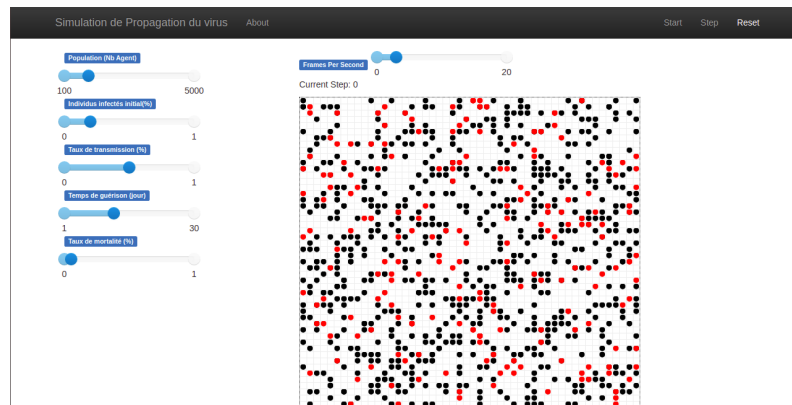 Simulation de Propagation du virus About Start Step Reset
Population (Nb Agent)
100 5000
Individus infectés initial(%)
0 1
Taux de transmission (%)
0 1
Temps de guérison (jour)
1 30
Taux de mortalité (%)
0 1
Frames Per Second
0 20
Current Step: 0